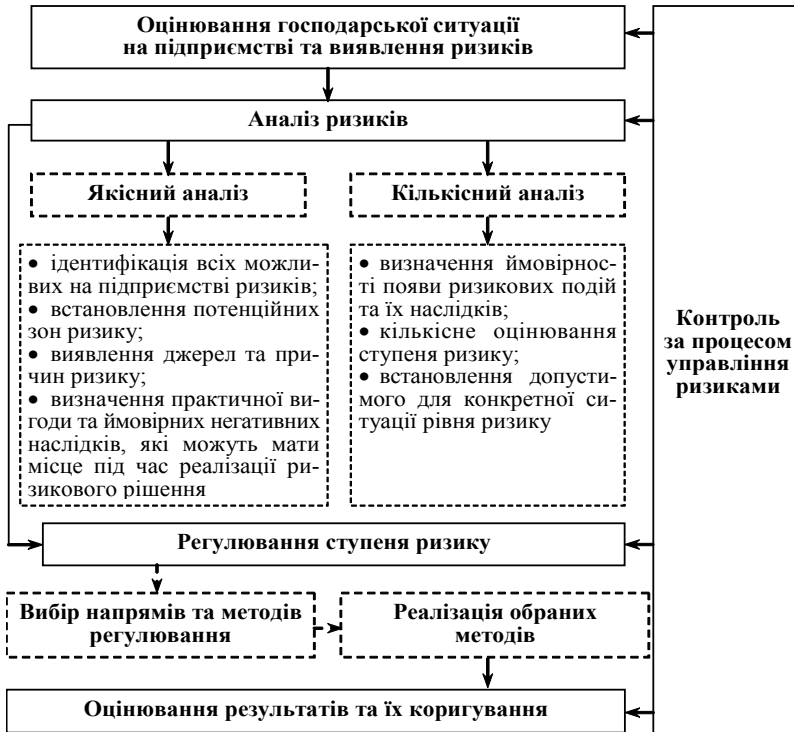 Оцінювання господарської ситуації
на підприємстві та виявлення ризиків
Аналіз ризиків
Якісний аналіз
Кількісний аналіз
• ідентифікація всіх можли-
вих на підприємстві ризиків;
• встановлення потенційних
зон ризику;
• виявлення джерел та при-
чин ризику;
• визначення практичної ви-
годи та ймовірних негативних
наслідків, які можуть мати
місце під час реалізації ри-
зикового рішення
• визначення ймовірнос-
ті появи ризикових подій
та їх наслідків;
• кількісне оцінювання
ступеня ризику;
• встановлення допусти-
мого для конкретної си-
туації рівня ризику
Контроль
за процесом
управління
ризиками
Регулювання ступеня ризику
Вибір напрямів та методів
регулювання
Реалізація обраних
методів
Оцінювання результатів та їх коригування